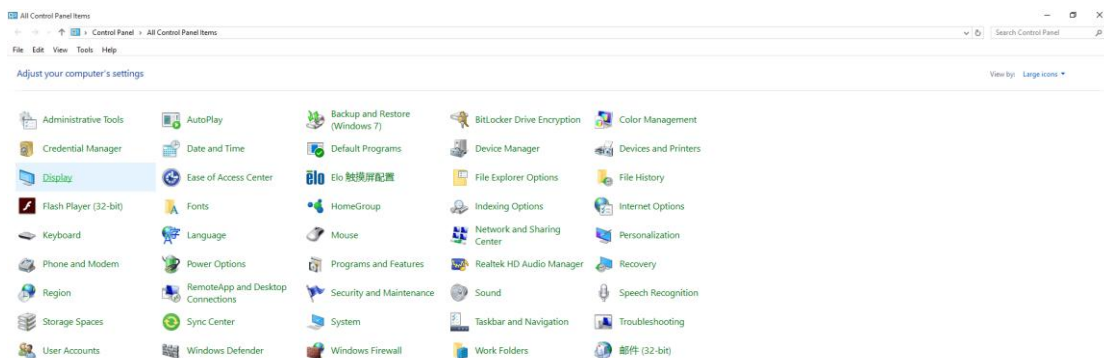 All Control Panel Items
Control Panel > All Control Panel Items
Search Control Panel
File Edit View Tools Help
Adjust your computer's settings
View by: Large icons
Administrative Tools
AutoPlay
Backup and Restore
(Windows 7)
BitLocker Drive Encryption
Color Management
Credential Manager
Date and Time
Default Programs
Device Manager
Devices and Printers
Display
Ease of Access Center
elo Elo 触摸屏配置
File Explorer Options
File History
Flash Player (32-bit)
Fonts
HomeGroup
Indexing Options
Internet Options
Keyboard
Language
Mouse
Network and Sharing
Center
Personalization
Phone and Modem
Power Options
Programs and Features
Realtek HD Audio Manager
Recovery
Region
RemoteApp and Desktop
Connections
Security and Maintenance
Sound
Speech Recognition
Storage Spaces
Sync Center
System
Taskbar and Navigation
Troubleshooting
User Accounts
Windows Defender
Windows Firewall
Work Folders
邮件 (32-bit)